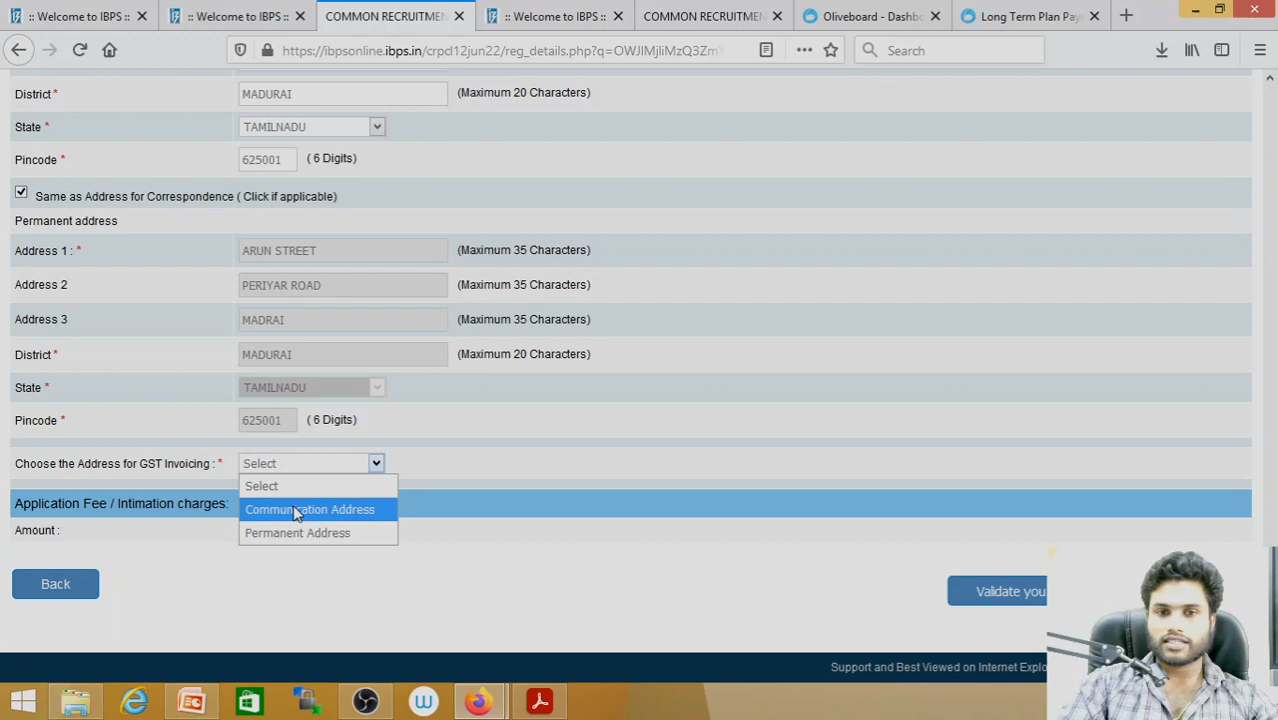 :: Welcome to IBPS ::
:: Welcome to IBPS ::
COMMON RECRUITMEN
:: Welcome to IBPS ::
COMMON RECRUITMEN
Oliveboard - Dashbo
Long Term Plan Pay
https://ibpsonline.ibps.in/crpcl12jun22/reg_details.php?q=OWJlMjliMzQ3Zm
Search
District * MADURAI (Maximum 20 Characters)
State * TAMILNADU
Pincode * 625001 ( 6 Digits)
Same as Address for Correspondence ( Click if applicable)
Permanent address
Address 1 : * ARUN STREET (Maximum 35 Characters)
Address 2 PERIYAR ROAD (Maximum 35 Characters)
Address 3 MADRAI (Maximum 35 Characters)
District * MADURAI (Maximum 20 Characters)
State * TAMILNADU
Pincode * 625001 ( 6 Digits)
Choose the Address for GST Invoicing : * Select
Select
Application Fee / Intimation charges: Communication Address
Amount : Permanent Address
Back
Validate you
Support and Best Viewed on Internet Explo